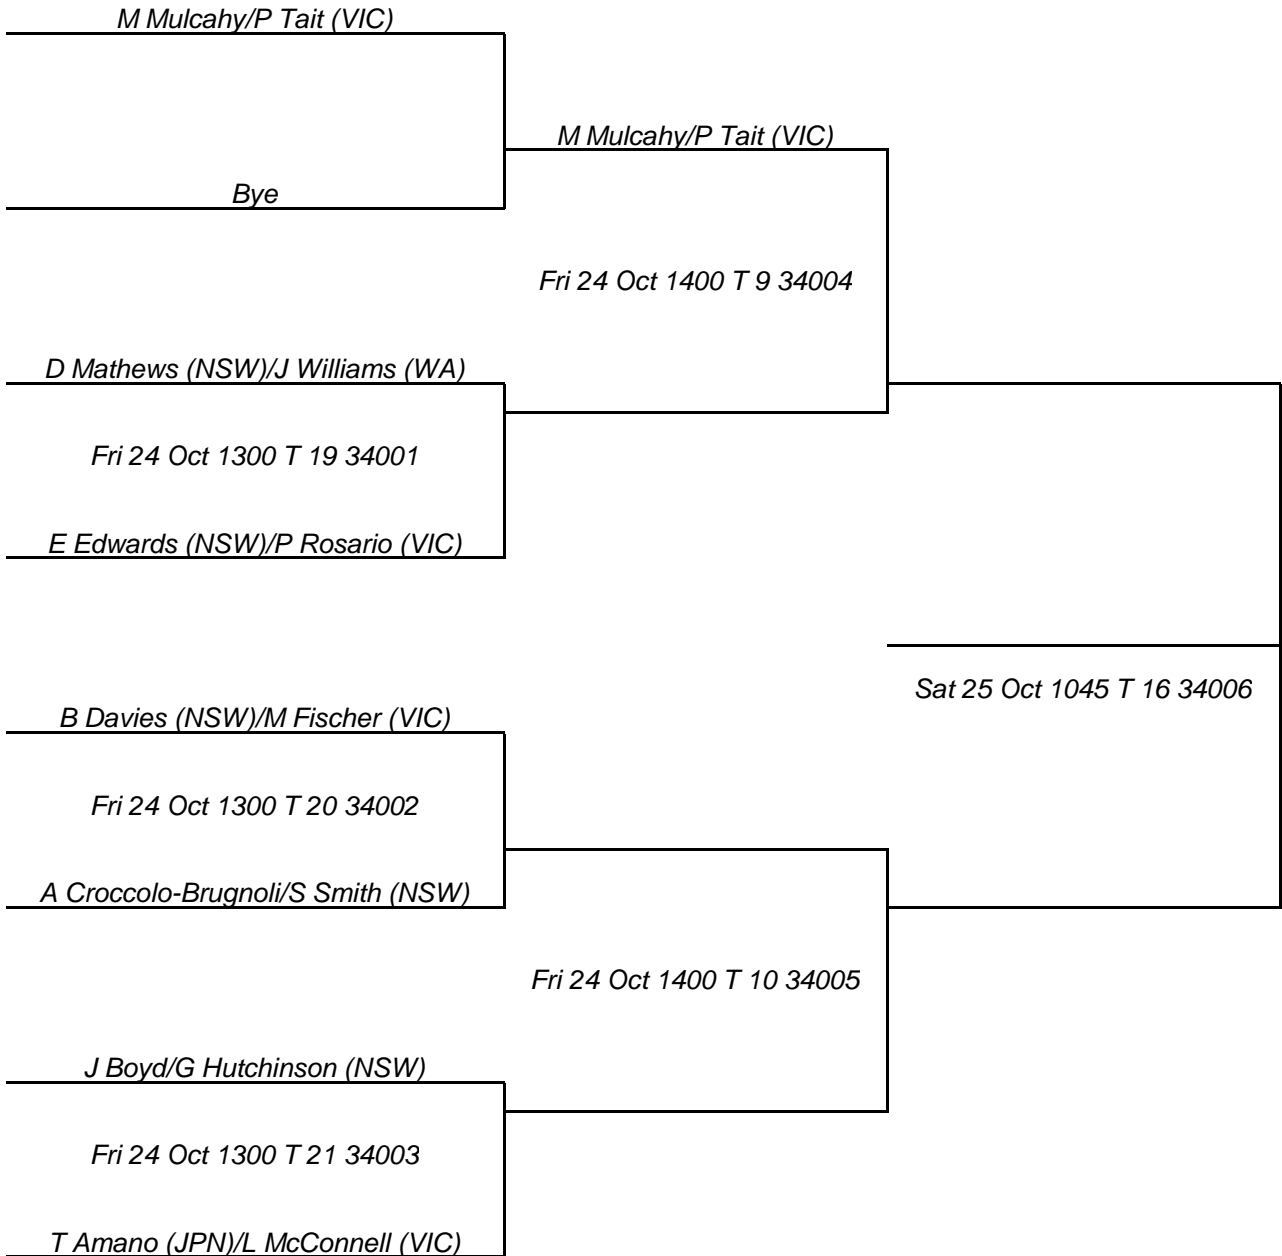 M Mulcahy/P Tait (VIC)
M Mulcahy/P Tait (VIC)
Bye
Fri 24 Oct 1400 T 9 34004
D Mathews (NSW)/J Williams (WA)
Fri 24 Oct 1300 T 19 34001
E Edwards (NSW)/P Rosario (VIC)
Sat 25 Oct 1045 T 16 34006
B Davies (NSW)/M Fischer (VIC)
Fri 24 Oct 1300 T 20 34002
A Croccolo-Brugnoli/S Smith (NSW)
Fri 24 Oct 1400 T 10 34005
J Boyd/G Hutchinson (NSW)
Fri 24 Oct 1300 T 21 34003
T Amano (JPN)/L McConnell (VIC)